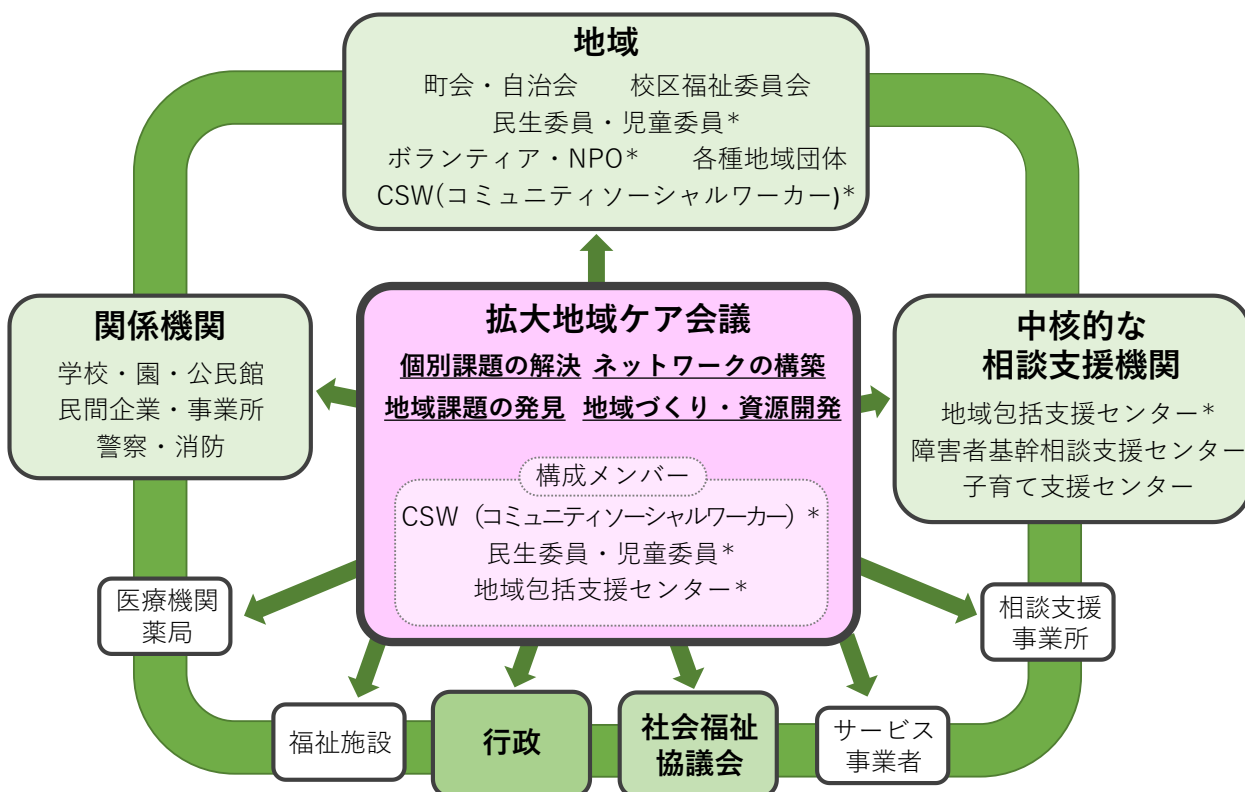 地域
町会・自治会　　校区福祉委員会
民生委員・児童委員*
ボランティア・NPO*　　各種地域団体
CSW(コミュニティソーシャルワーカー)*
関係機関
学校・園・公民館
民間企業・事業所
警察・消防
拡大地域ケア会議
個別課題の解決 ネットワークの構築
地域課題の発見　地域づくり・資源開発
構成メンバー
CSW（コミュニティソーシャルワーカー）*
民生委員・児童委員*
地域包括支援センター*
中核的な
相談支援機関
地域包括支援センター*
障害者基幹相談支援センター
子育て支援センター
医療機関
薬局
相談支援
事業所
福祉施設
行政
社会福祉
協議会
サービス
事業者